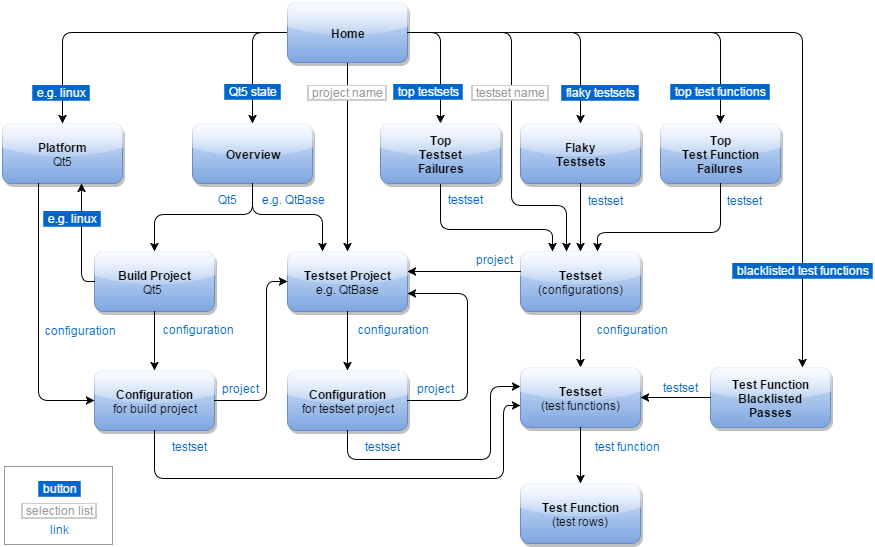 Home
e.g. linux
Qt5 state
project name
top testsets
testset name
flaky testsets
top test functions
Platform
Qt5
Overview
Top
Testset
Failures
Flaky
Testsets
Top
Test Function
Failures
Qt5
e.g. QtBase
testset
testset
testset
e.g. linux
Build Project
Qt5
Testset Project
e.g. QtBase
project
Testset
(configurations)
blacklisted test functions
configuration
configuration
configuration
configuration
Configuration
for build project
project
Configuration
for testset project
project
Testset
(test functions)
testset
Test Function
Blacklisted
Passes
testset
testset
test function
button
selection list
link
Test Function
(test rows)